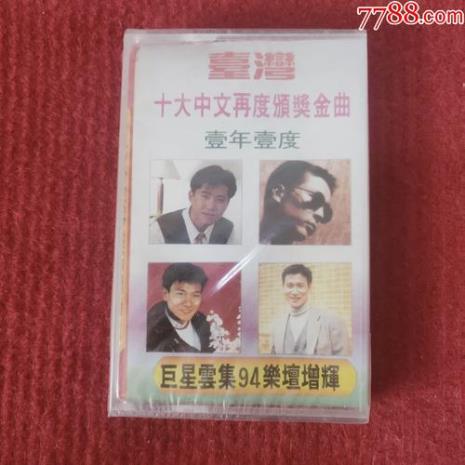 7788.com
臺灣
十大中文再度頒獎金曲
壹年壹度
巨星雲集94樂壇增輝